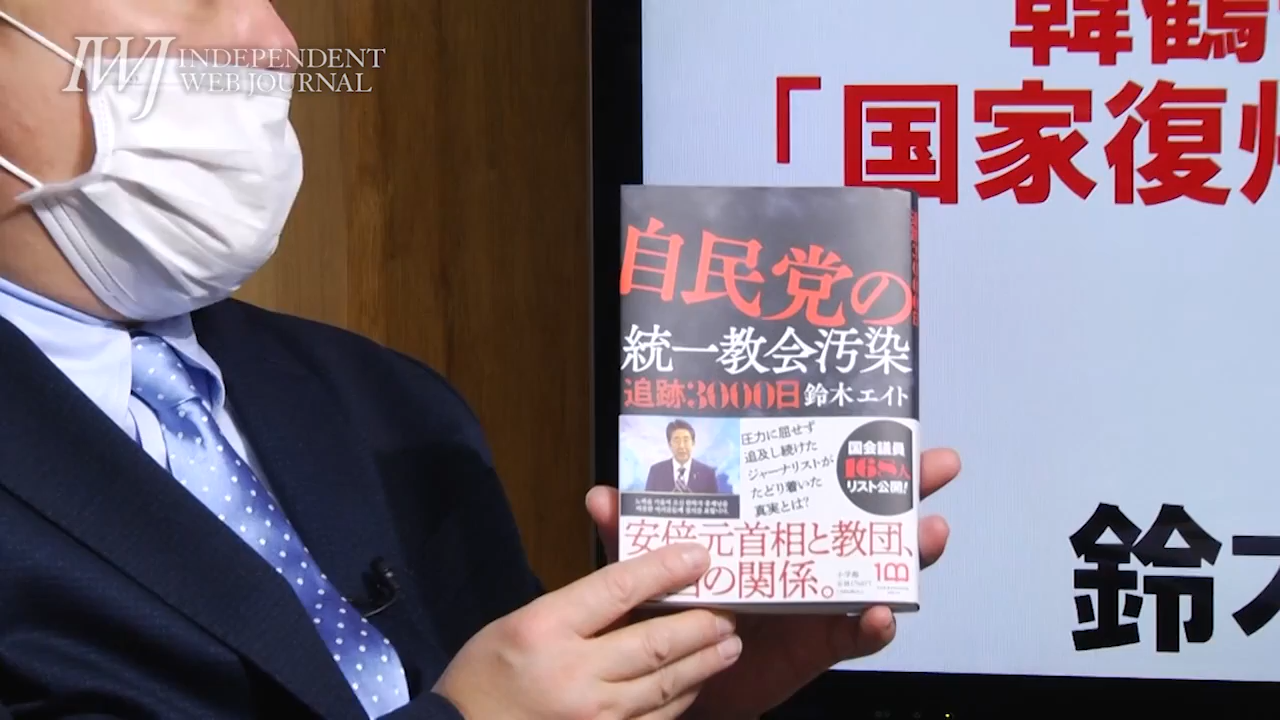 IWJ INDEPENDENT
WEB JOURNAL
韓鶴
「国家復帰
自民党の
統一教会汚染
追跡3000日 鈴木エイト
圧力に屈せず
追及し続けた
ジャーナリストが
たどり着いた
真実とは?
国会議員
168人
リスト公開!
安倍元首相と教団、
の関係。
小学館
鈴木